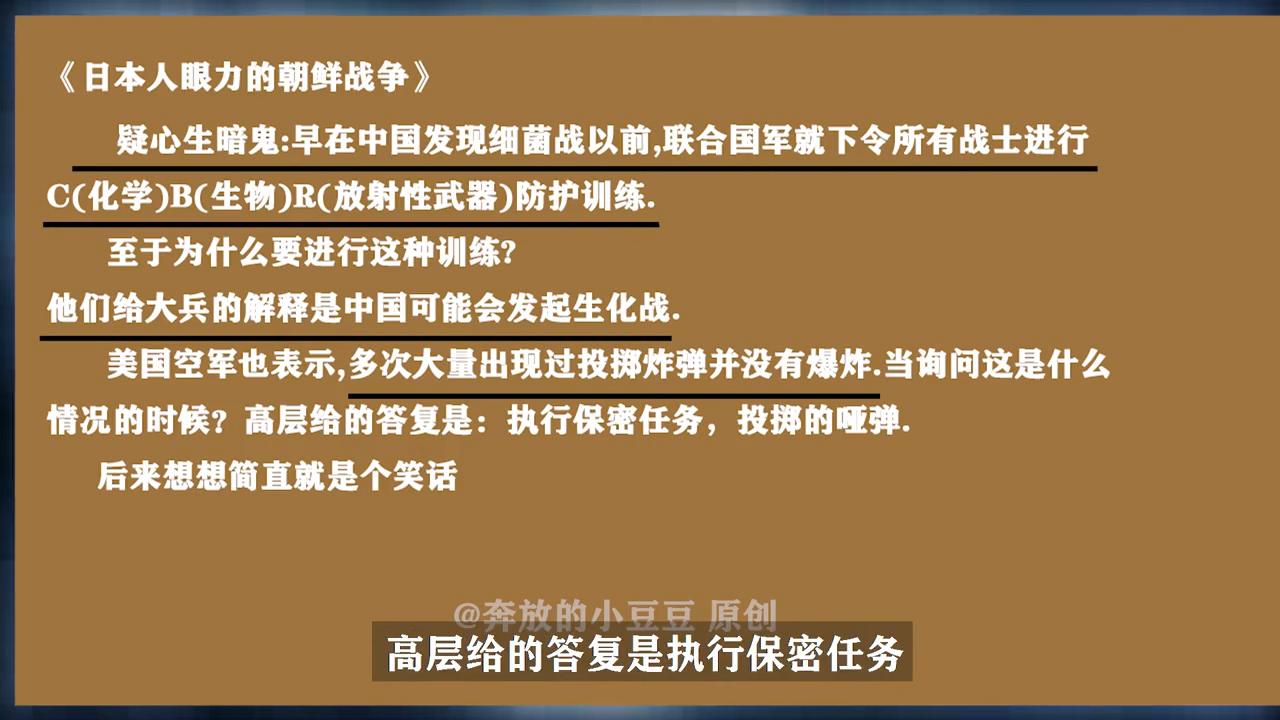 《日本人眼力的朝鲜战争》
疑心生暗鬼:早在中国发现细菌战以前,联合国军就下令所有战士进行
C(化学)B(生物)R(放射性武器)防护训练.
至于为什么要进行这种训练?
他们给大兵的解释是中国可能会发起生化战.
美国空军也表示,多次大量出现过投掷炸弹并没有爆炸.当询问这是什么
情况的时候？高层给的答复是：执行保密任务，投掷的哑弹.
后来想想简直就是个笑话
@奔放的小豆豆 原创
高层给的答复是执行保密任务